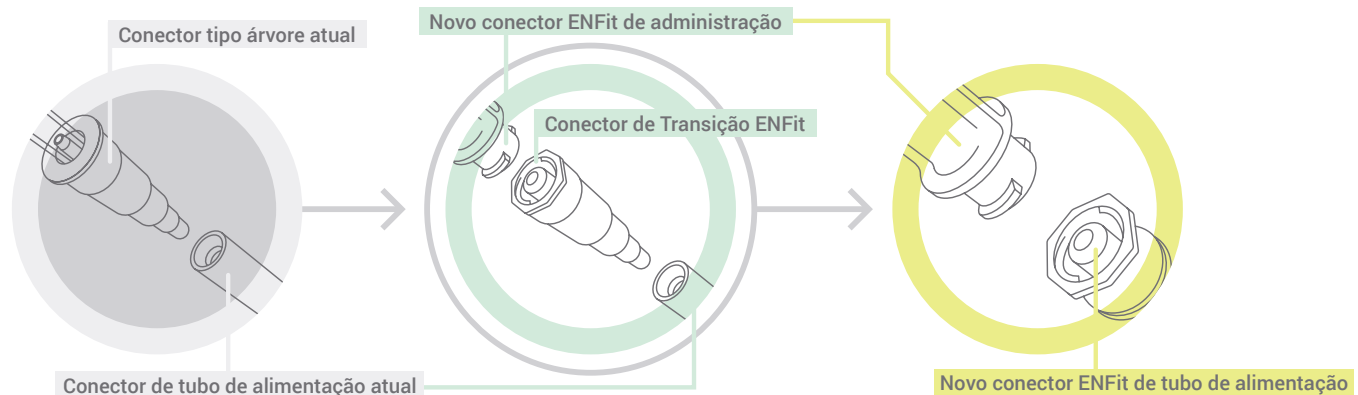 Conector tipo árvore atual
Novo conector ENFit de administração
Conector de Transição ENFit
Conector de tubo de alimentação atual
Novo conector ENFit de tubo de alimentação